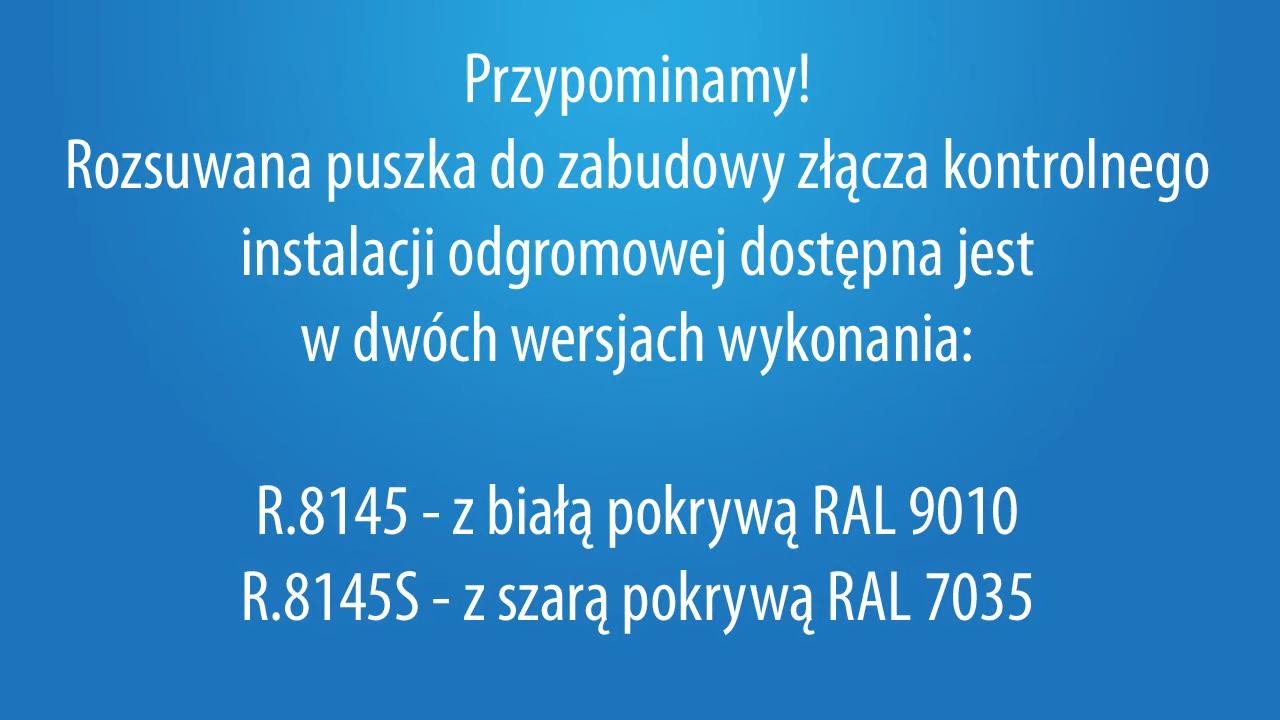 Przypominamy!
Rozsuwana puszka do zabudowy złącza kontrolnego
instalacji odgromowej dostępna jest
w dwóch wersjach wykonania:
R.8145 - z białą pokrywą RAL 9010
R.8145S - z szarą pokrywą RAL 7035